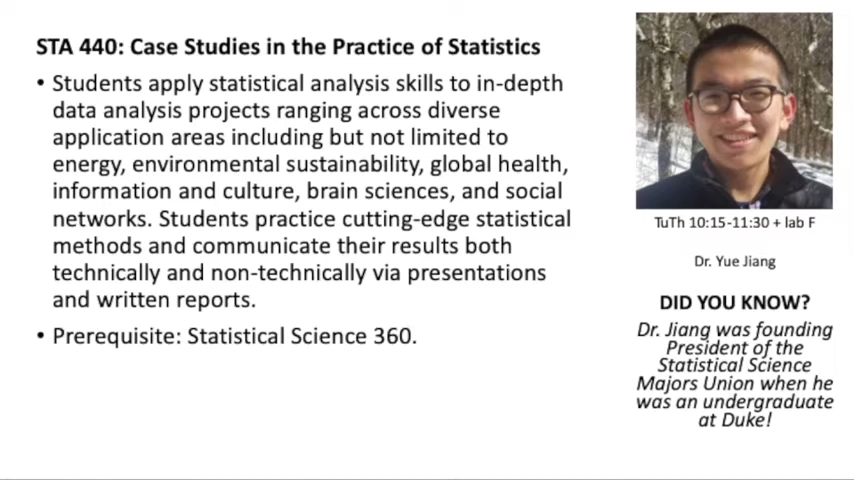 STA 440: Case Studies in the Practice of Statistics
• Students apply statistical analysis skills to in-depth
data analysis projects ranging across diverse
application areas including but not limited to
energy, environmental sustainability, global health,
information and culture, brain sciences, and social
networks. Students practice cutting-edge statistical
methods and communicate their results both
technically and non-technically via presentations
and written reports.
• Prerequisite: Statistical Science 360.
TuTh 10:15-11:30 + lab F
Dr. Yue Jiang
DID YOU KNOW?
Dr. Jiang was founding
President of the
Statistical Science
Majors Union when he
was an undergraduate
at Duke!